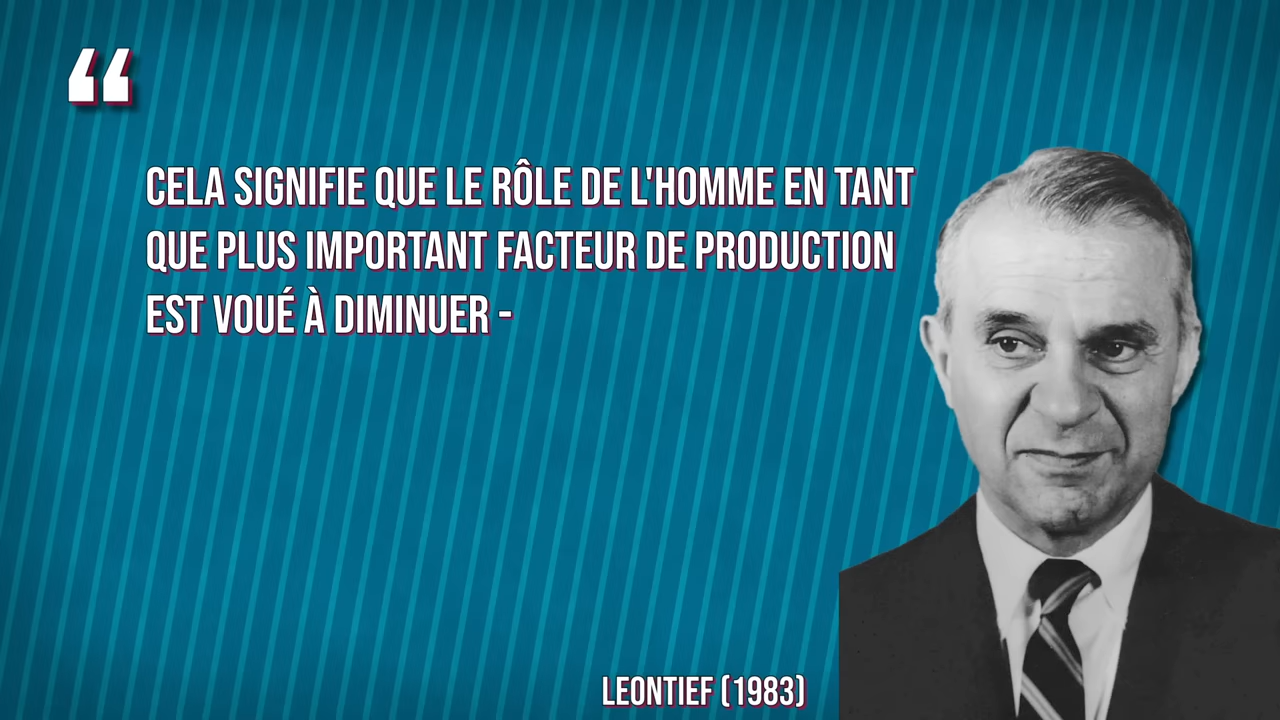 “
CELA SIGNIFIE QUE LE RÔLE DE L'HOMME EN TANT
QUE PLUS IMPORTANT FACTEUR DE PRODUCTION
EST VOUÉ À DIMINUER -
LEONTIEF (1983)